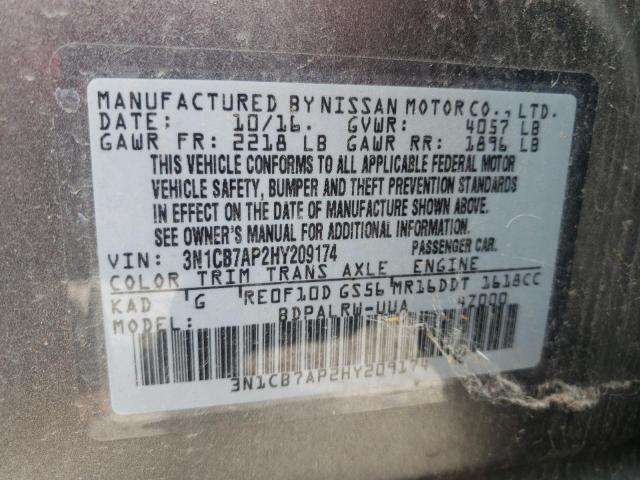 MANUFACTURED BY NISSAN MOTOR CO., LTD.
DATE: 10/16. GVWR: 4057 LB
GAWR FR: 2218 LB GAWR RR: 1896 LB
THIS VEHICLE CONFORMS TO ALL APPLICABLE FEDERAL MOTOR
VEHICLE SAFETY, BUMPER AND THEFT PREVENTION STANDARDS
IN EFFECT ON THE DATE OF MANUFACTURE SHOWN ABOVE.
SEE OWNER'S MANUAL FOR ADDITIONAL INFORMATION.
VIN: 3N1CB7AP2HY209174 PASSENGER CAR.
COLOR TRIM TRANS AXLE ENGINE
KAD G RE0F10D GS56 MR16DDT 1618CC
MODEL: BDPALRW-UUA 4Z000
3N1CB7AP2HY209174